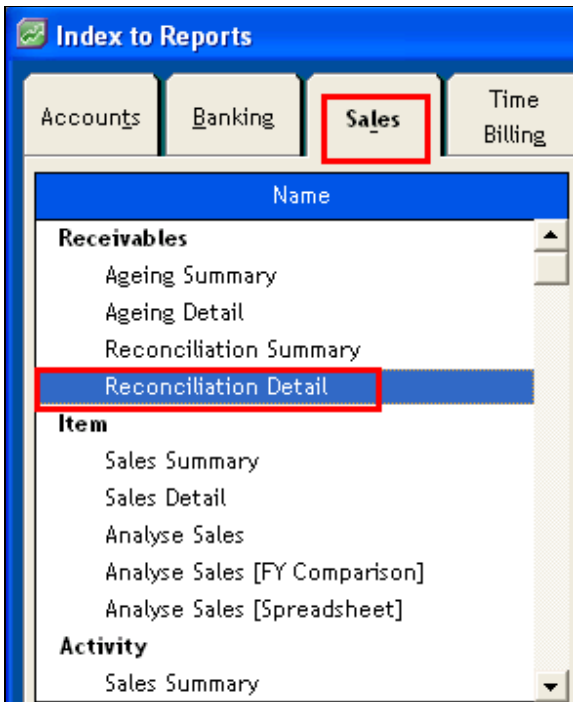 Index to Reports
Accounts
Banking
Sales
Time
Billing
Name
Receivables
Ageing Summary
Ageing Detail
Reconciliation Summary
Reconciliation Detail
Item
Sales Summary
Sales Detail
Analyse Sales
Analyse Sales [FY Comparison]
Analyse Sales [Spreadsheet]
Activity
Sales Summary